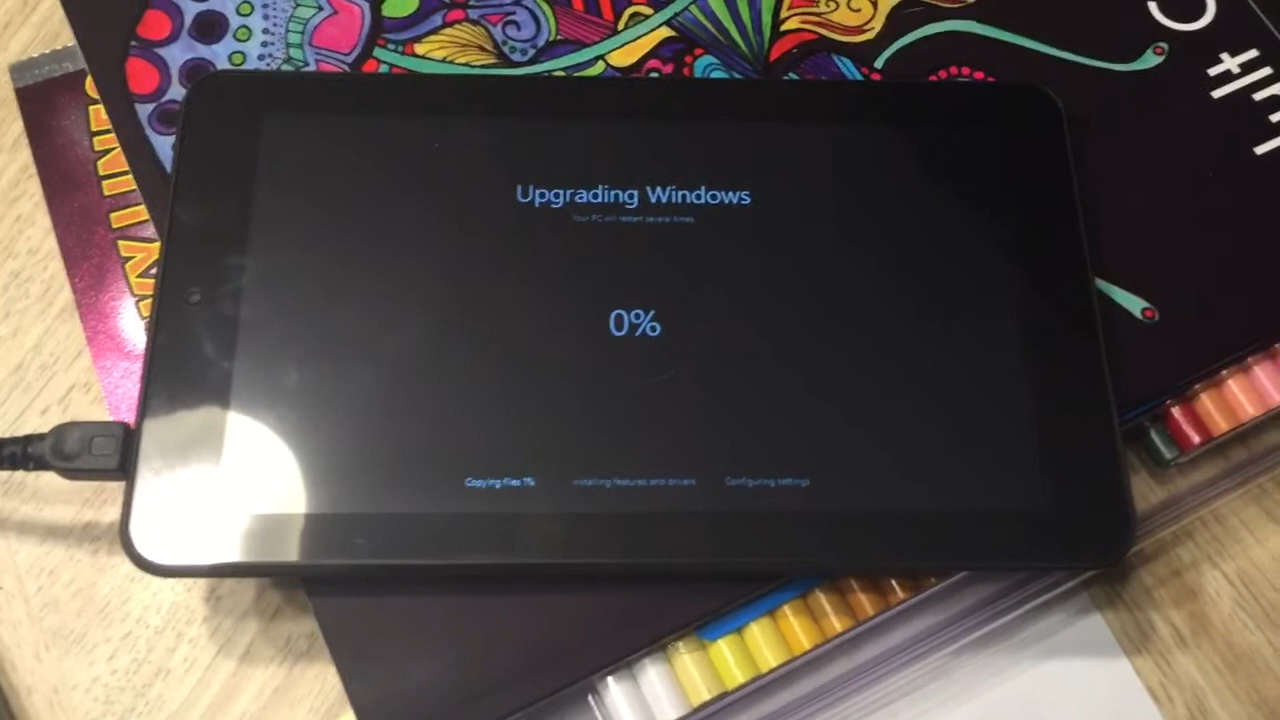 Upgrading Windows
Your PC will restart several times
0%
Copying files 1%
Installing features and drivers
Configuring settings